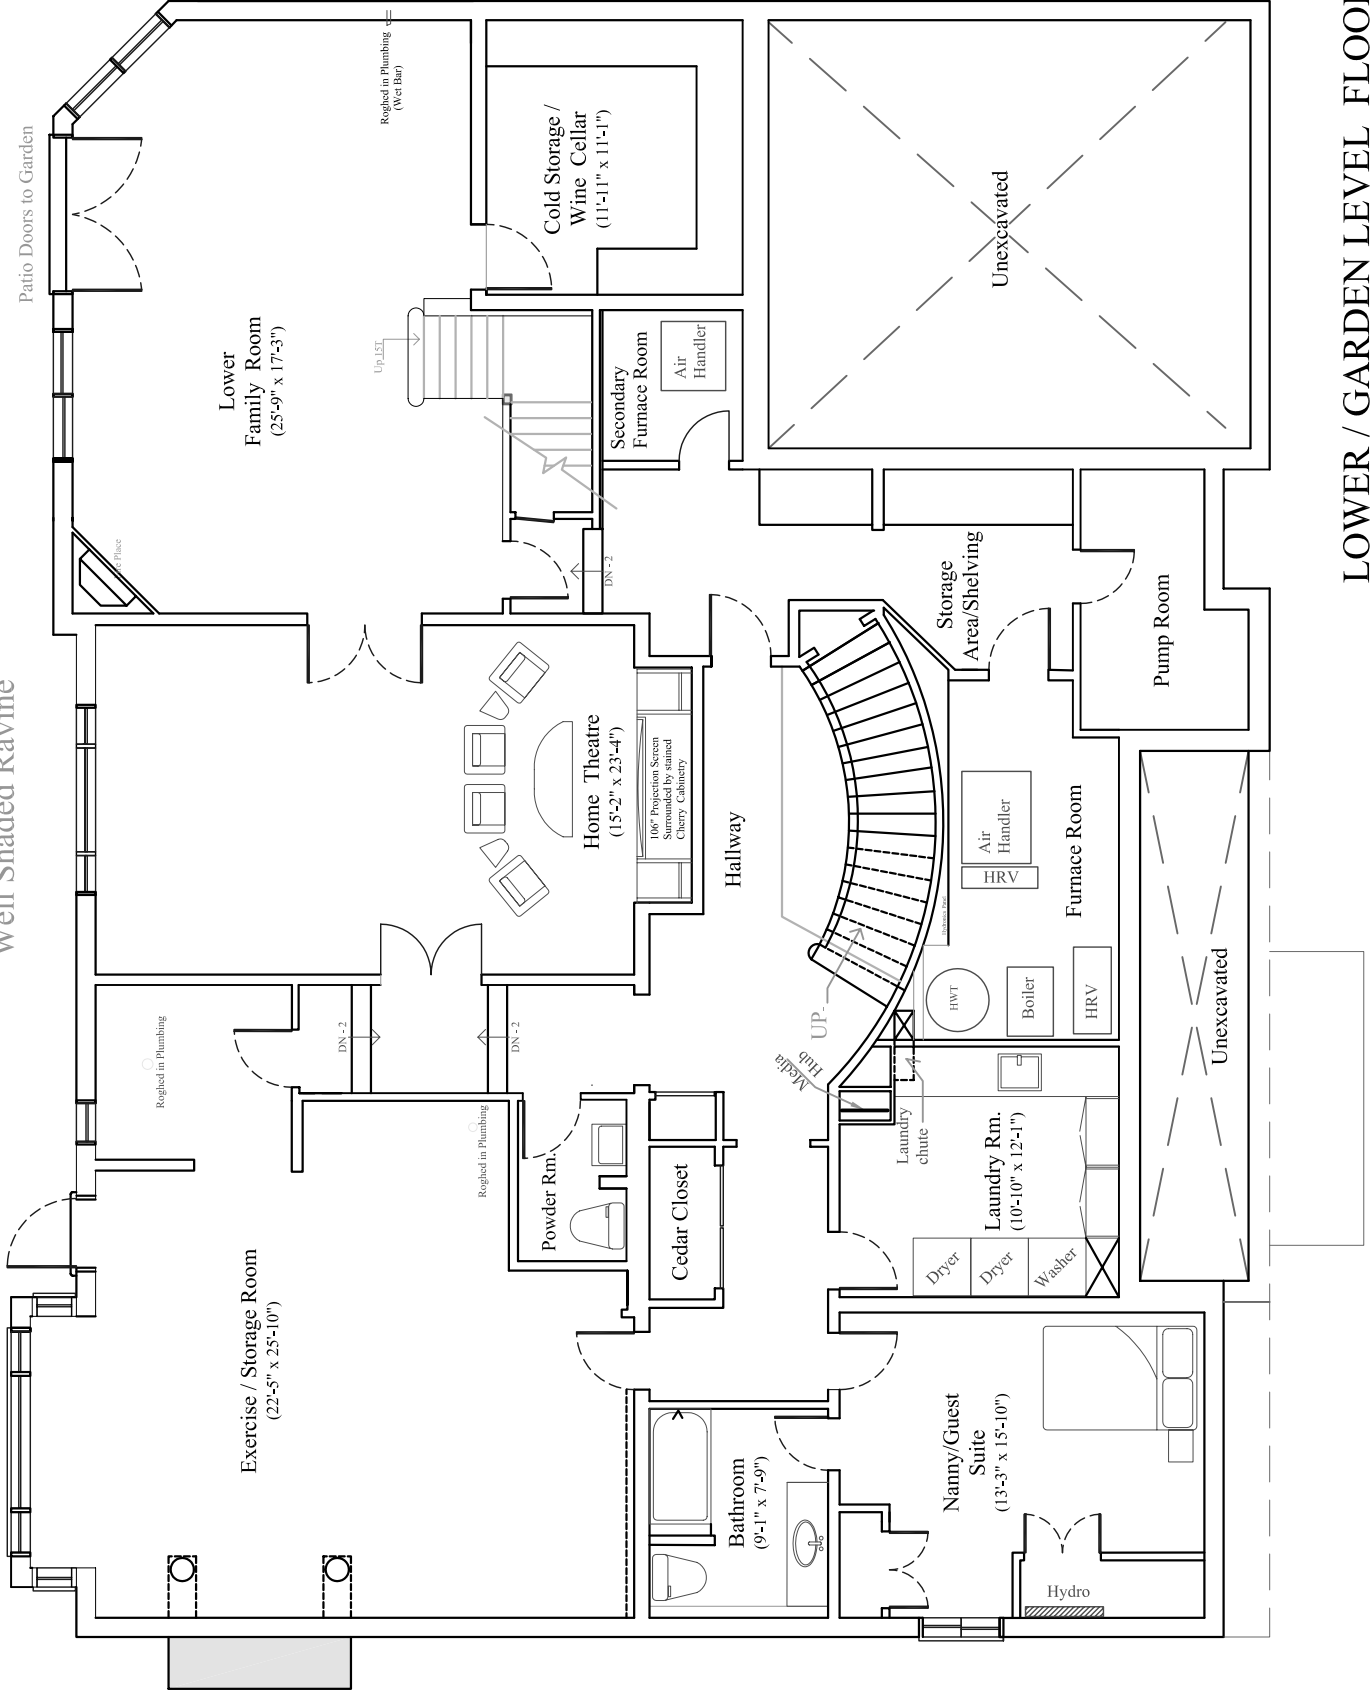 LOWER / GARDEN LEVEL FLOO
Patio Doors to Garden
Well Shaded Ravine
Roghed in Plumbing
(Wet Bar)
Cold Storage /
Wine Cellar
(11'-11" x 11'-1")
Unexcavated
Lower
Family Room
(25'-9" x 17'-3")
Up 15T
Secondary
Furnace Room
Air
Handler
Place
DN - 2
Storage
Area/Shelving
Pump Room
Home Theatre
(15'-2" x 23'-4")
106" Projection Screen
Surrounded by stained
Cherry Cabinetry
Hallway
UP-
Air
Handler
HRV
Furnace Room
Hydronics Panel
HWT
Boiler
HRV
Unexcavated
Roghed in Plumbing
DN - 2
DN - 2
Media
Hub
Laundry
chute
Roghed in Plumbing
Powder Rm.
Cedar Closet
Laundry Rm.
(10'-10" x 12'-1")
Dryer
Dryer
Washer
Exercise / Storage Room
(22'-5" x 25'-10")
Bathroom
(9'-1" x 7'-9")
Nanny/Guest
Suite
(13'-3" x 15'-10")
Hydro